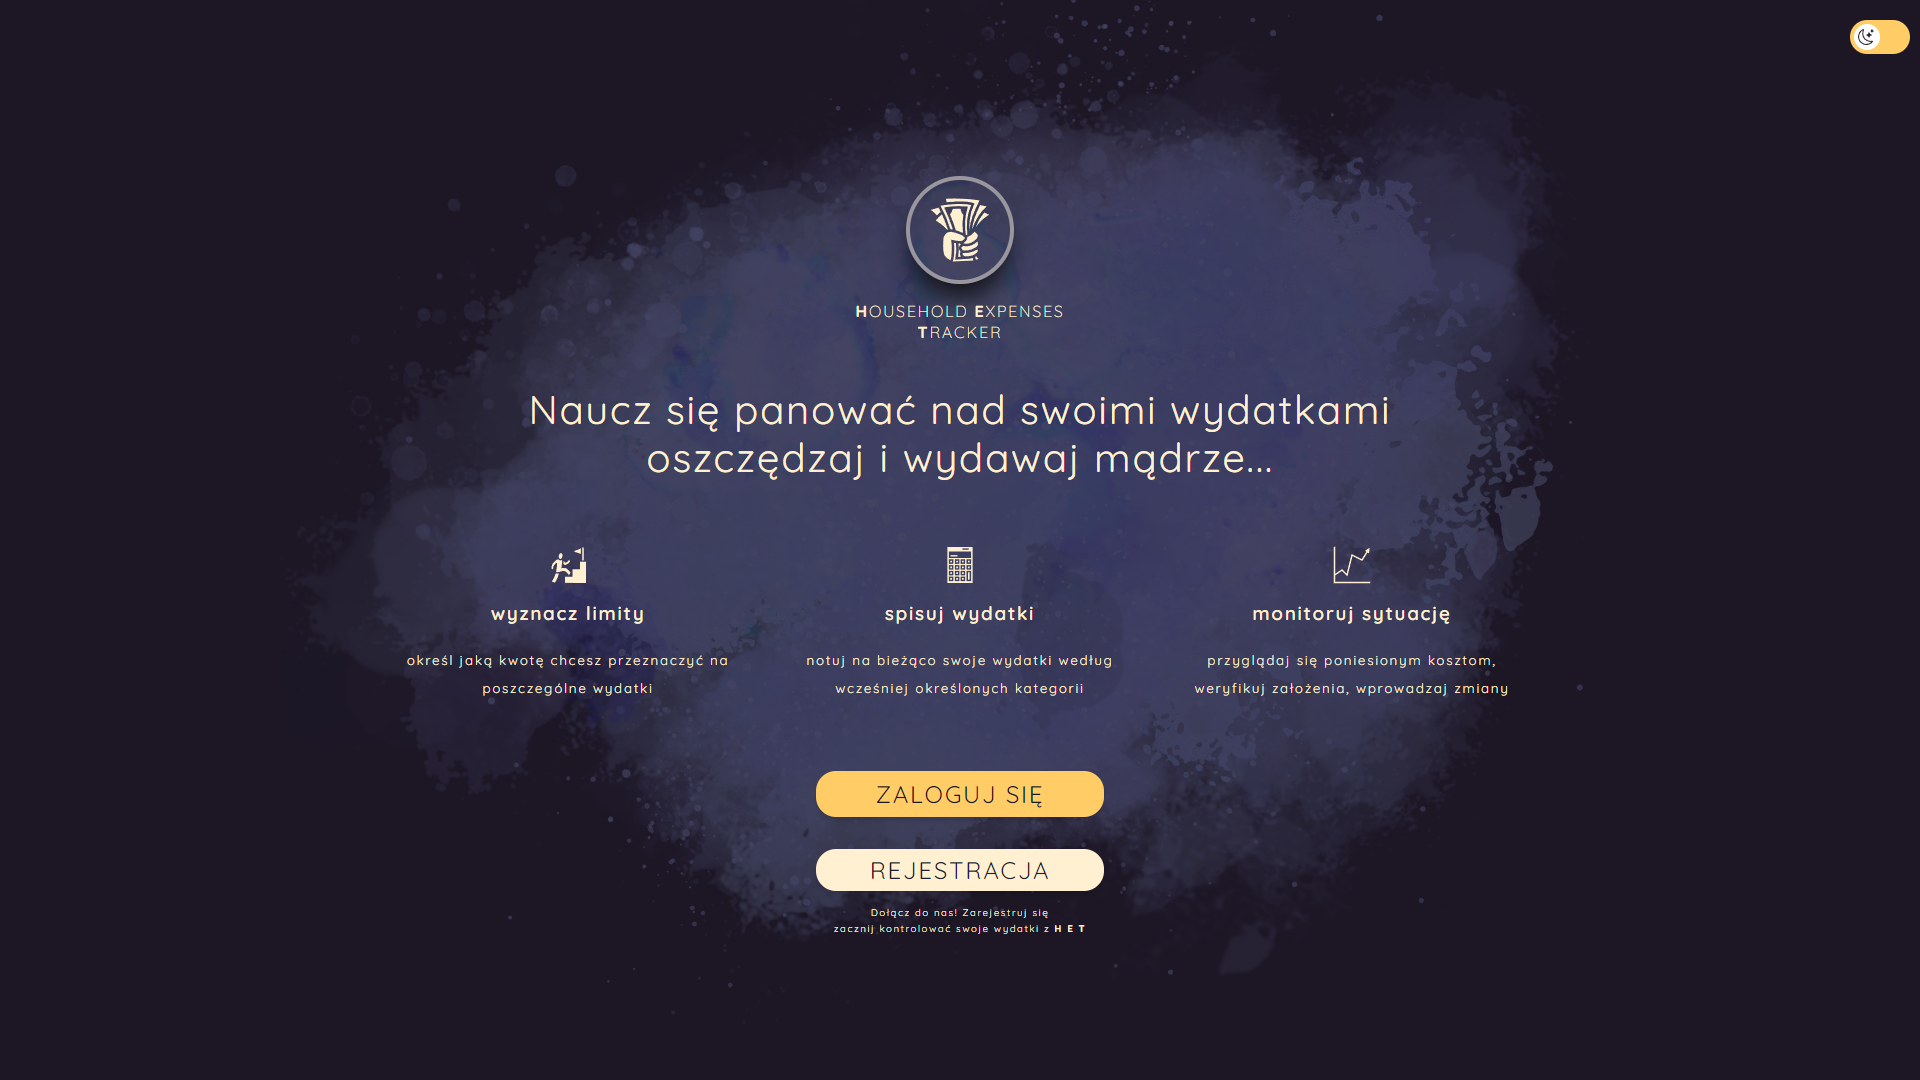 HOUSEHOLD EXPENSES
TRACKER
Naucz się panować nad swoimi wydatkami
oszczędzaj i wydawaj mądrze...
wyznacz limity
określ jaką kwotę chcesz przeznaczyć na
poszczególne wydatki
spisuj wydatki
notuj na bieżąco swoje wydatki według
wcześniej określonych kategorii
monitoruj sytuację
przyglądaj się poniesionym kosztom,
weryfikuj założenia, wprowadzaj zmiany
ZALOGUJ SIĘ
REJESTRACJA
Dołącz do nas! Zarejestruj się
zacznij kontrolować swoje wydatki z H E T